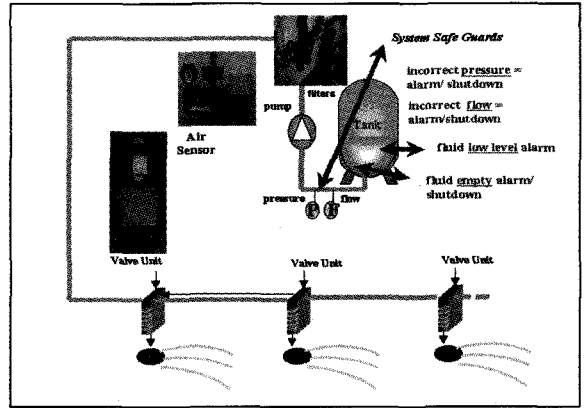 System Safe Guards
incorrect pressure =
alarm/ shutdown
incorrect flow =
alarm/shutdown
fluid low level alarm
fluid empty alarm/
shutdown
filters
pump
Tank
Air
Sensor
pressure
flow
P F
Valve Unit
Valve Unit
Valve Unit